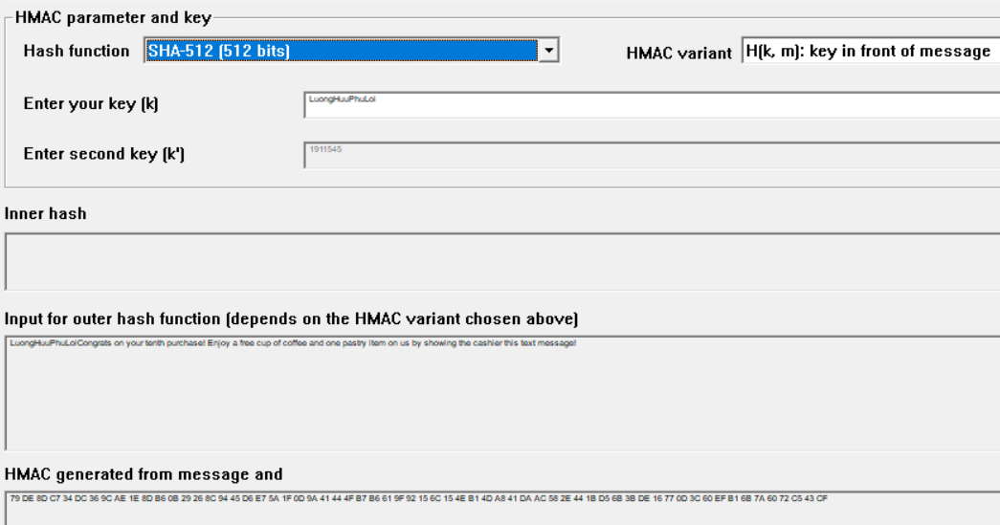 HMAC parameter and key
Hash function SHA-512 (512 bits) HMAC variant H(k, m): key in front of message
Enter your key (k) LuongHuuPhuLoi
Enter second key (k') 1911545
Inner hash
Input for outer hash function (depends on the HMAC variant chosen above)
LuongHuuPhuLoiCongrats on your tenth purchase! Enjoy a free cup of coffee and one pastry item on us by showing the cashier this text message!
HMAC generated from message and
79 DE 8D C7 34 DC 36 9C AE 1E 8D B6 0B 29 26 8C 94 45 D6 E7 5A 1F 0D 9A 41 44 4F B7 B6 61 9F 92 15 6C 15 4E B1 4D A8 41 DA AC 58 2E 44 1B D5 6B 3B DE 16 77 0D 3C 60 EF B1 6B 7A 60 72 C5 43 CF